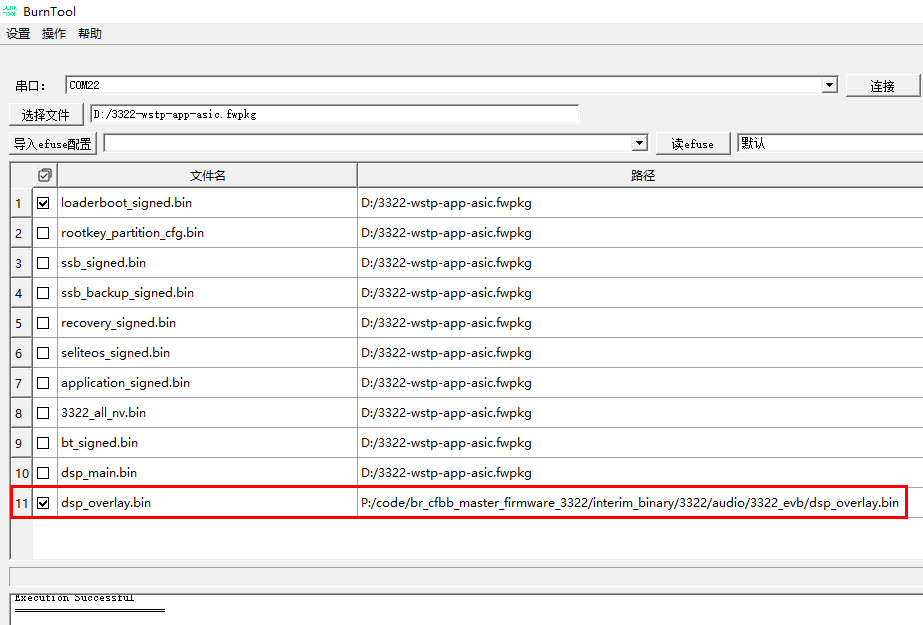 BURN
TOOL
BurnTool
设置 操作 帮助
串口： COM22 连接
选择文件 D:/3322-wstp-app-asic.fwpkg
导入efuse配置 读efuse 默认
文件名 路径
1 loaderboot_signed.bin D:/3322-wstp-app-asic.fwpkg
2 rootkey_partition_cfg.bin D:/3322-wstp-app-asic.fwpkg
3 ssb_signed.bin D:/3322-wstp-app-asic.fwpkg
4 ssb_backup_signed.bin D:/3322-wstp-app-asic.fwpkg
5 recovery_signed.bin D:/3322-wstp-app-asic.fwpkg
6 seliteos_signed.bin D:/3322-wstp-app-asic.fwpkg
7 application_signed.bin D:/3322-wstp-app-asic.fwpkg
8 3322_all_nv.bin D:/3322-wstp-app-asic.fwpkg
9 bt_signed.bin D:/3322-wstp-app-asic.fwpkg
10 dsp_main.bin D:/3322-wstp-app-asic.fwpkg
11 dsp_overlay.bin P:/code/br_cfbb_master_firmware_3322/interim_binary/3322/audio/3322_evb/dsp_overlay.bin
Execution Successful